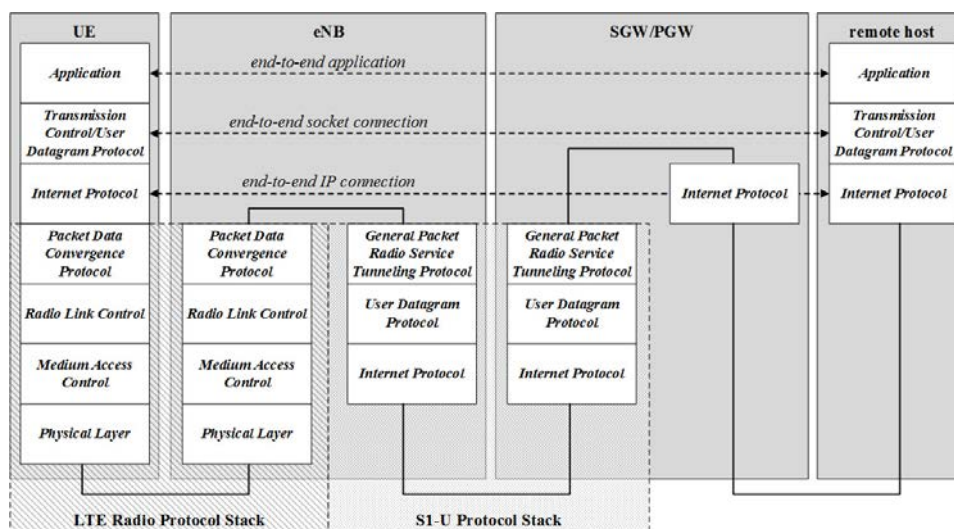 UE
eNB
SGW/PGW
remote host
Application
end-to-end application
Application
Transmission
Control/User
Datagram Protocol
end-to-end socket connection
Transmission
Control/User
Datagram Protocol
Internet Protocol
end-to-end IP connection
Internet Protocol
Internet Protocol
Packet Data
Convergence
Protocol
Packet Data
Convergence
Protocol
General Packet
Radio Service
Tunneling Protocol
General Packet
Radio Service
Tunneling Protocol
Radio Link Control
Radio Link Control
User Datagram
Protocol
User Datagram
Protocol
Medium Access
Control
Medium Access
Control
Internet Protocol
Internet Protocol
Physical Layer
Physical Layer
LTE Radio Protocol Stack
S1-U Protocol Stack